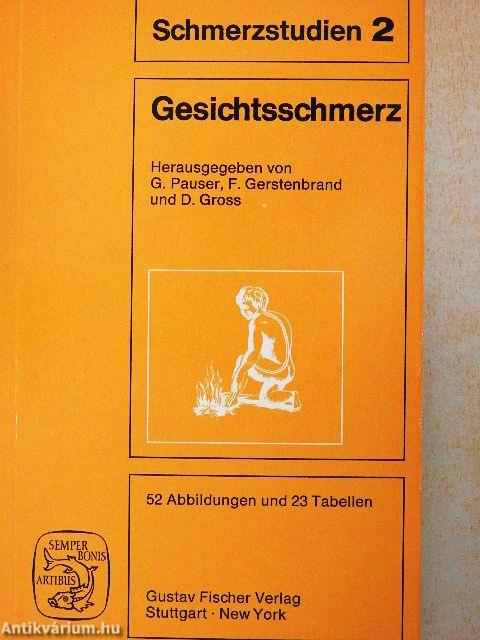 Schmerzstudien 2
Gesichtsschmerz
Herausgegeben von
G. Pauser, F. Gerstenbrand
und D. Gross
52 Abbildungen und 23 Tabellen
SEMPER
BONIS
ARTIBUS
Gustav Fischer Verlag
Stuttgart · New York
Antikvárium.hu